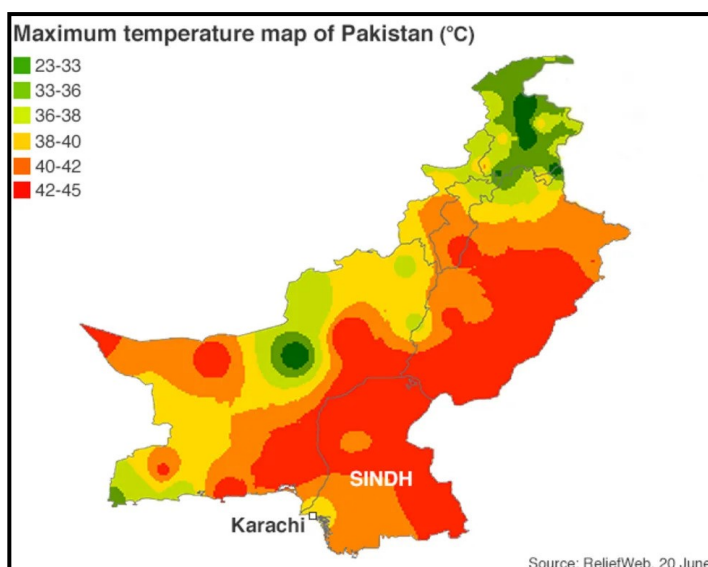 Maximum temperature map of Pakistan (°C)
23-33
33-36
36-38
38-40
40-42
42-45
SINDH
Karachi
Source: ReliefWeb, 20 June